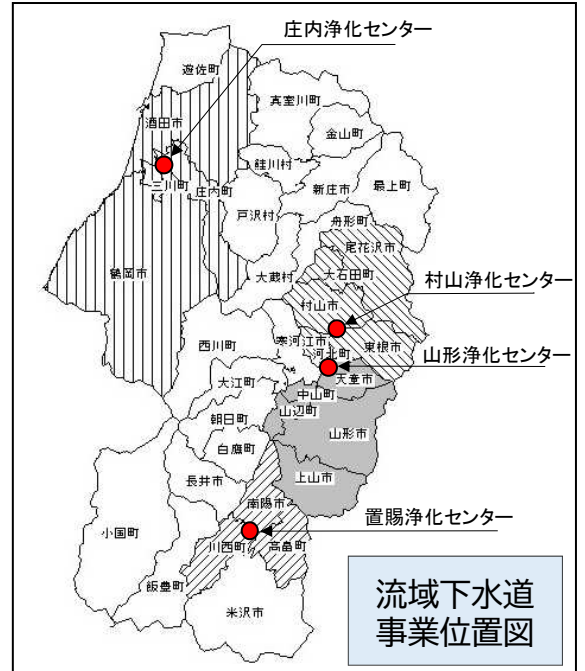 庄内浄化センター
遊佐町
真室川町
酒田市
金山町
鮭川村
三川町
庄内町
新庄市
最上町
戸沢村
舟形町
鶴岡市
尾花沢市
大蔵村
大石田町
村山浄化センター
村山市
西川町
寒河江市
東根市
河北町
山形浄化センター
大江町
天童市
中山町
朝日町
山辺町
山形市
白鷹町
長井市
上山市
南陽市
置賜浄化センター
小国町
川西町
高畠町
飯豊町
米沢市
流域下水道
事業位置図